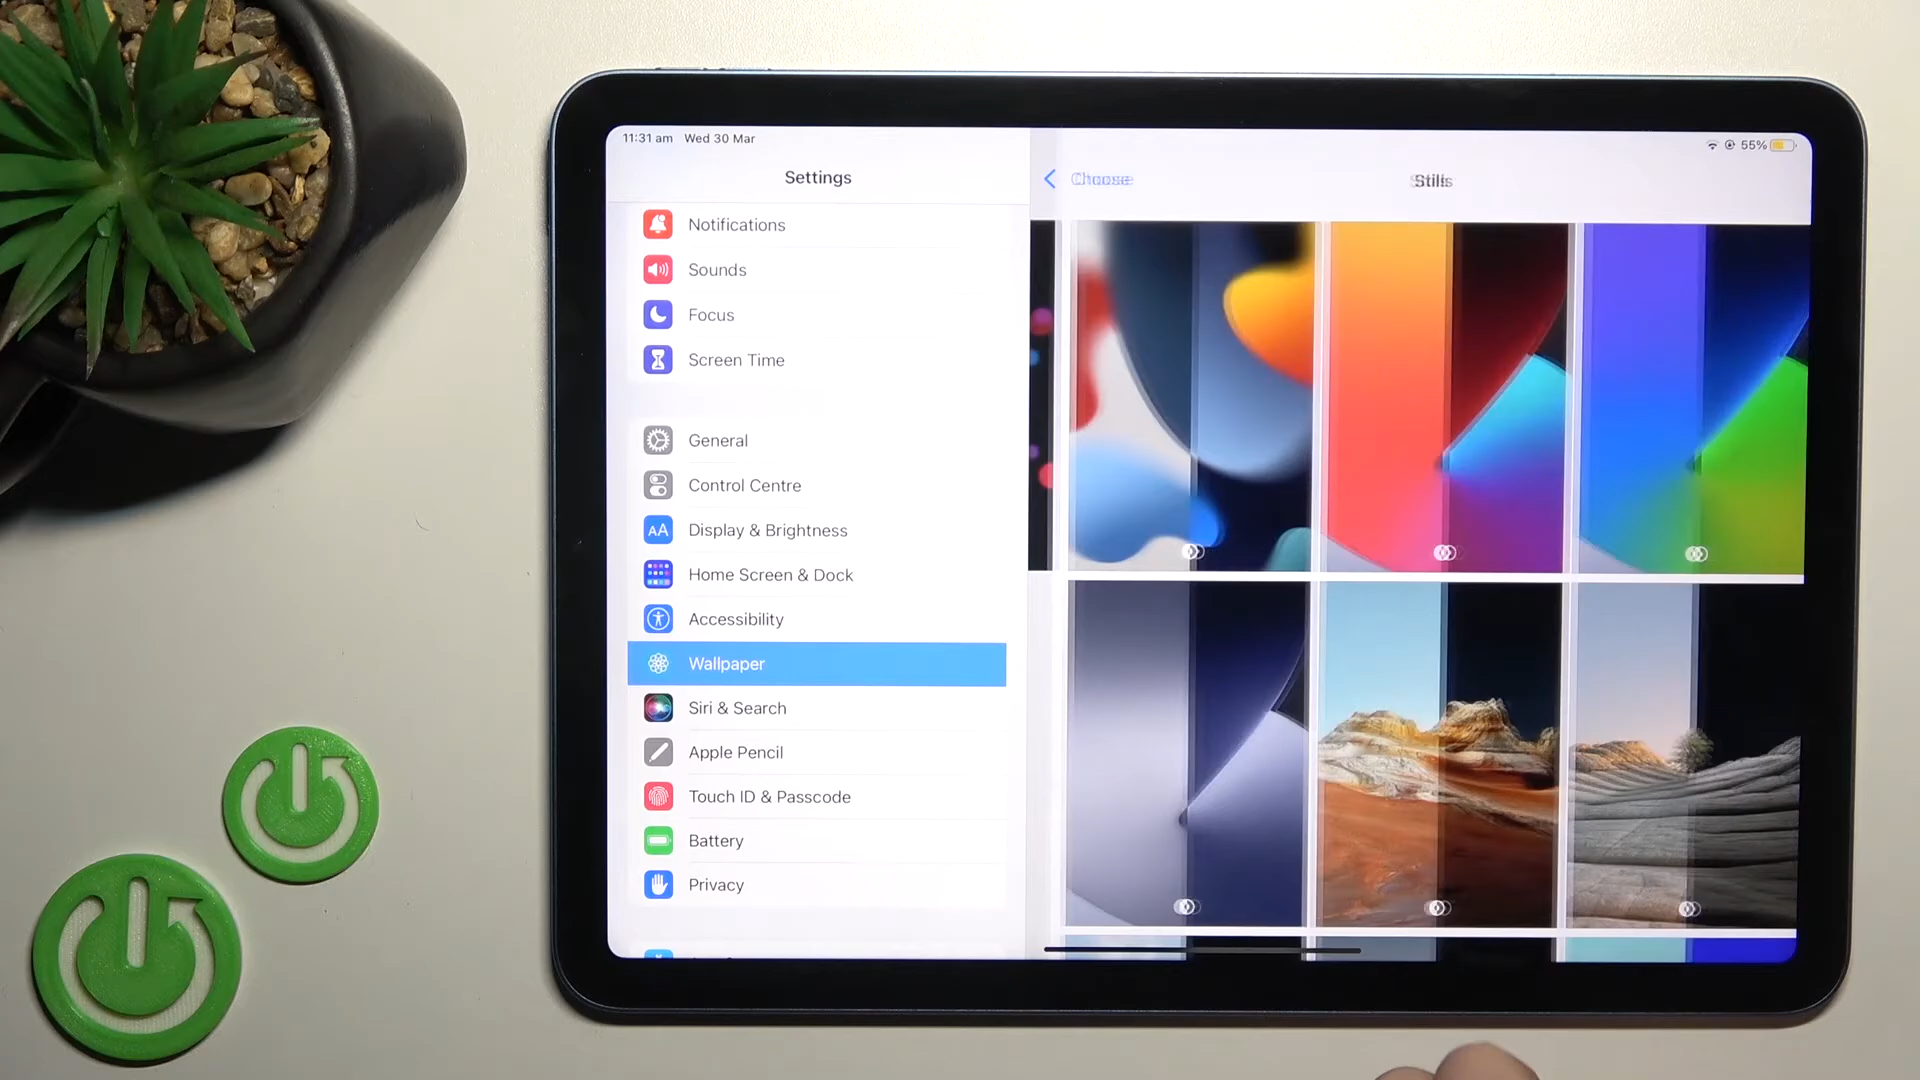 11:31 am Wed 30 Mar
55%
Settings
Choose
Stills
Notifications
Sounds
Focus
Screen Time
General
Control Centre
AA
Display & Brightness
Home Screen & Dock
Accessibility
Wallpaper
Siri & Search
Apple Pencil
Touch ID & Passcode
Battery
Privacy